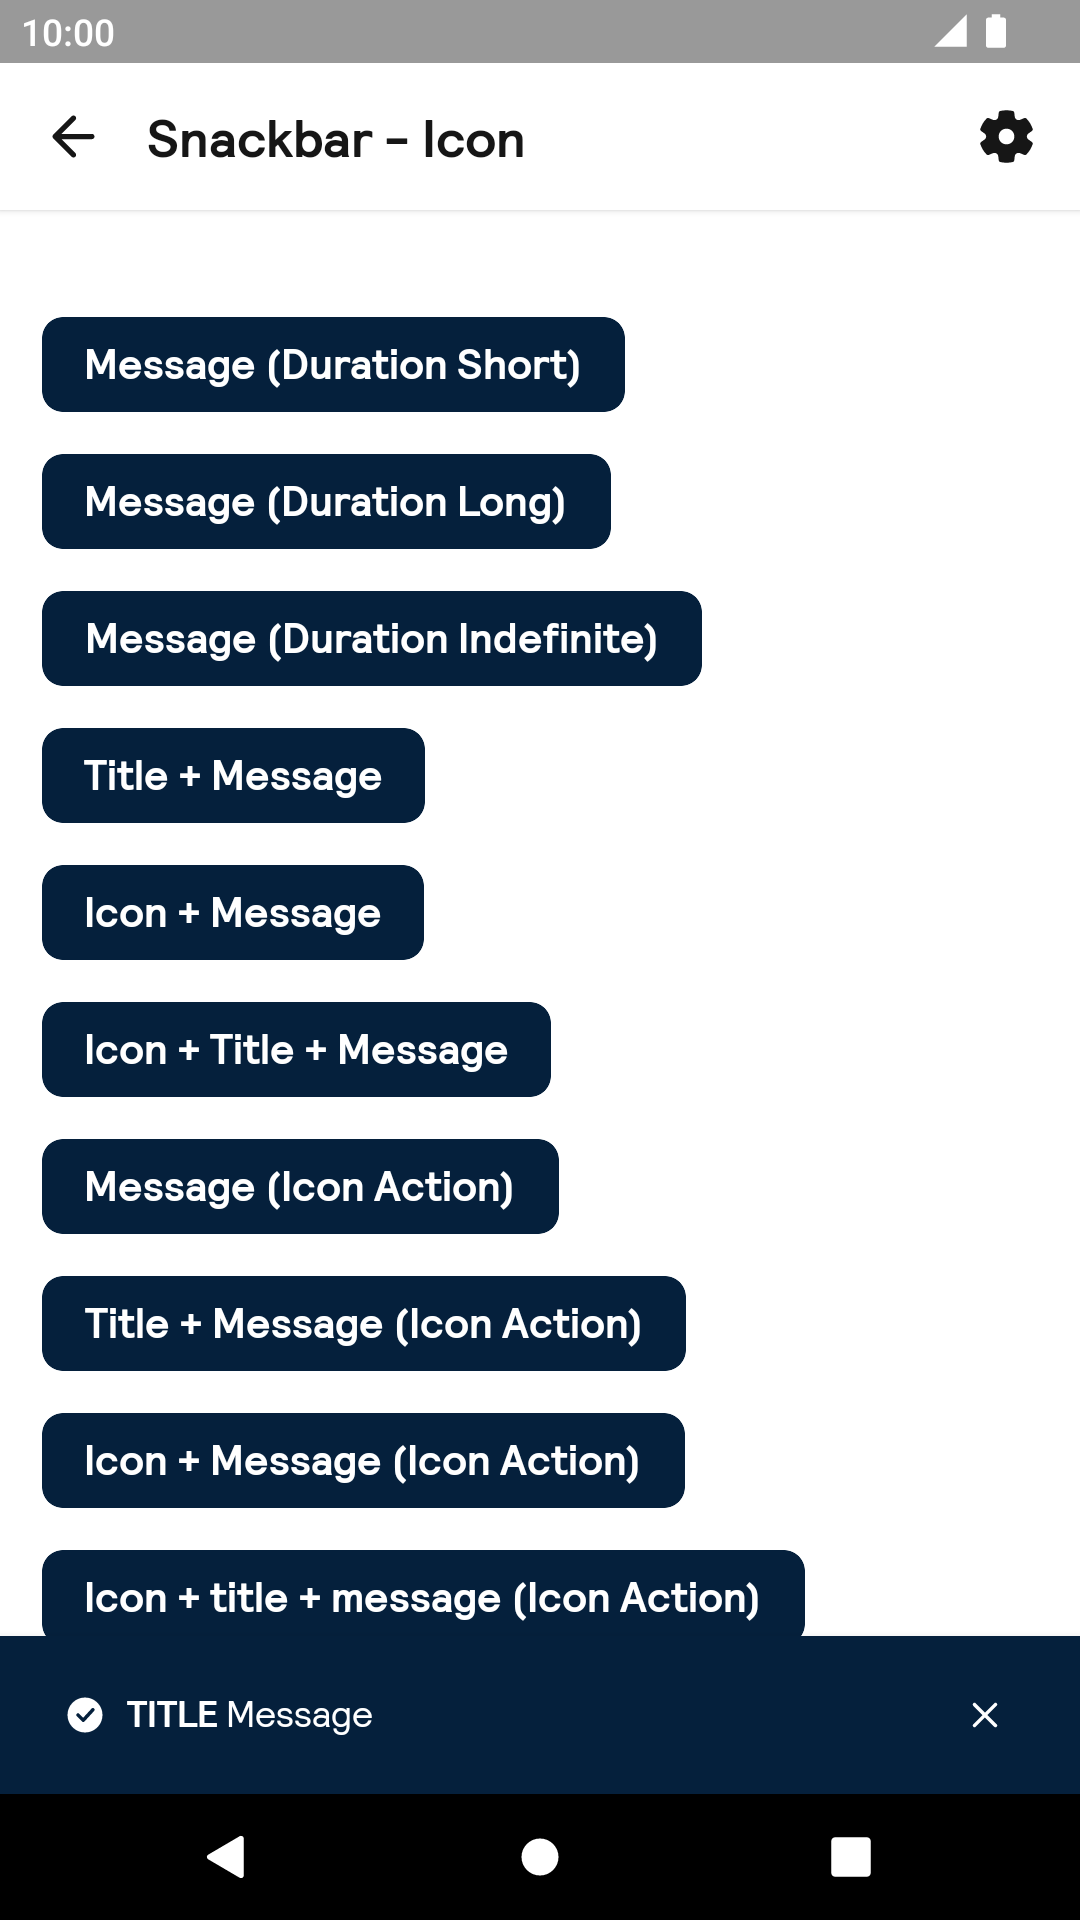 10:00
Snackbar - Icon
Message (Duration Short)
Message (Duration Long)
Message (Duration Indefinite)
Title + Message
Icon + Message
Icon + Title + Message
Message (Icon Action)
Title + Message (Icon Action)
Icon + Message (Icon Action)
Icon + title + message (Icon Action)
TITLE Message